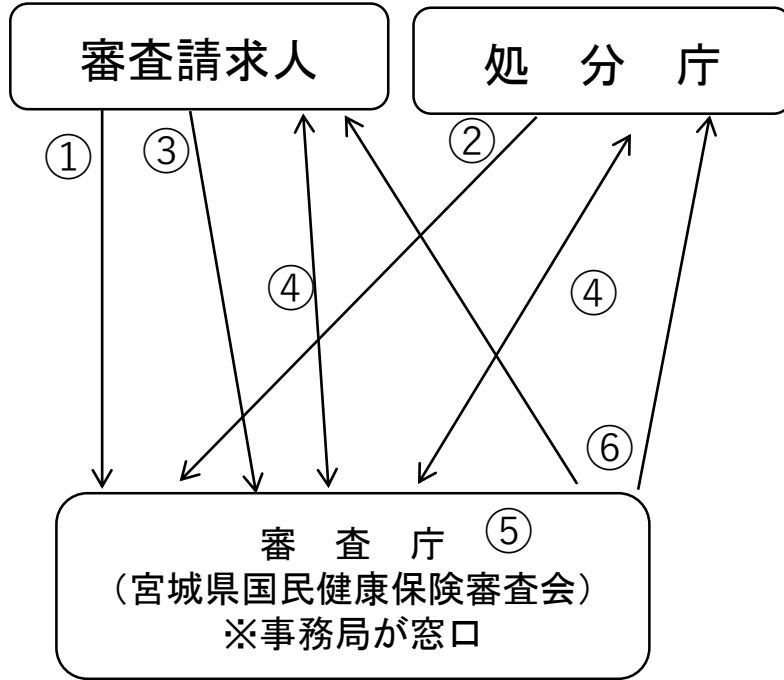 審査請求人
処　分　庁
①
③
②
④
④
⑥
審　査　庁　⑤
（宮城県国民健康保険審査会）
※事務局が窓口